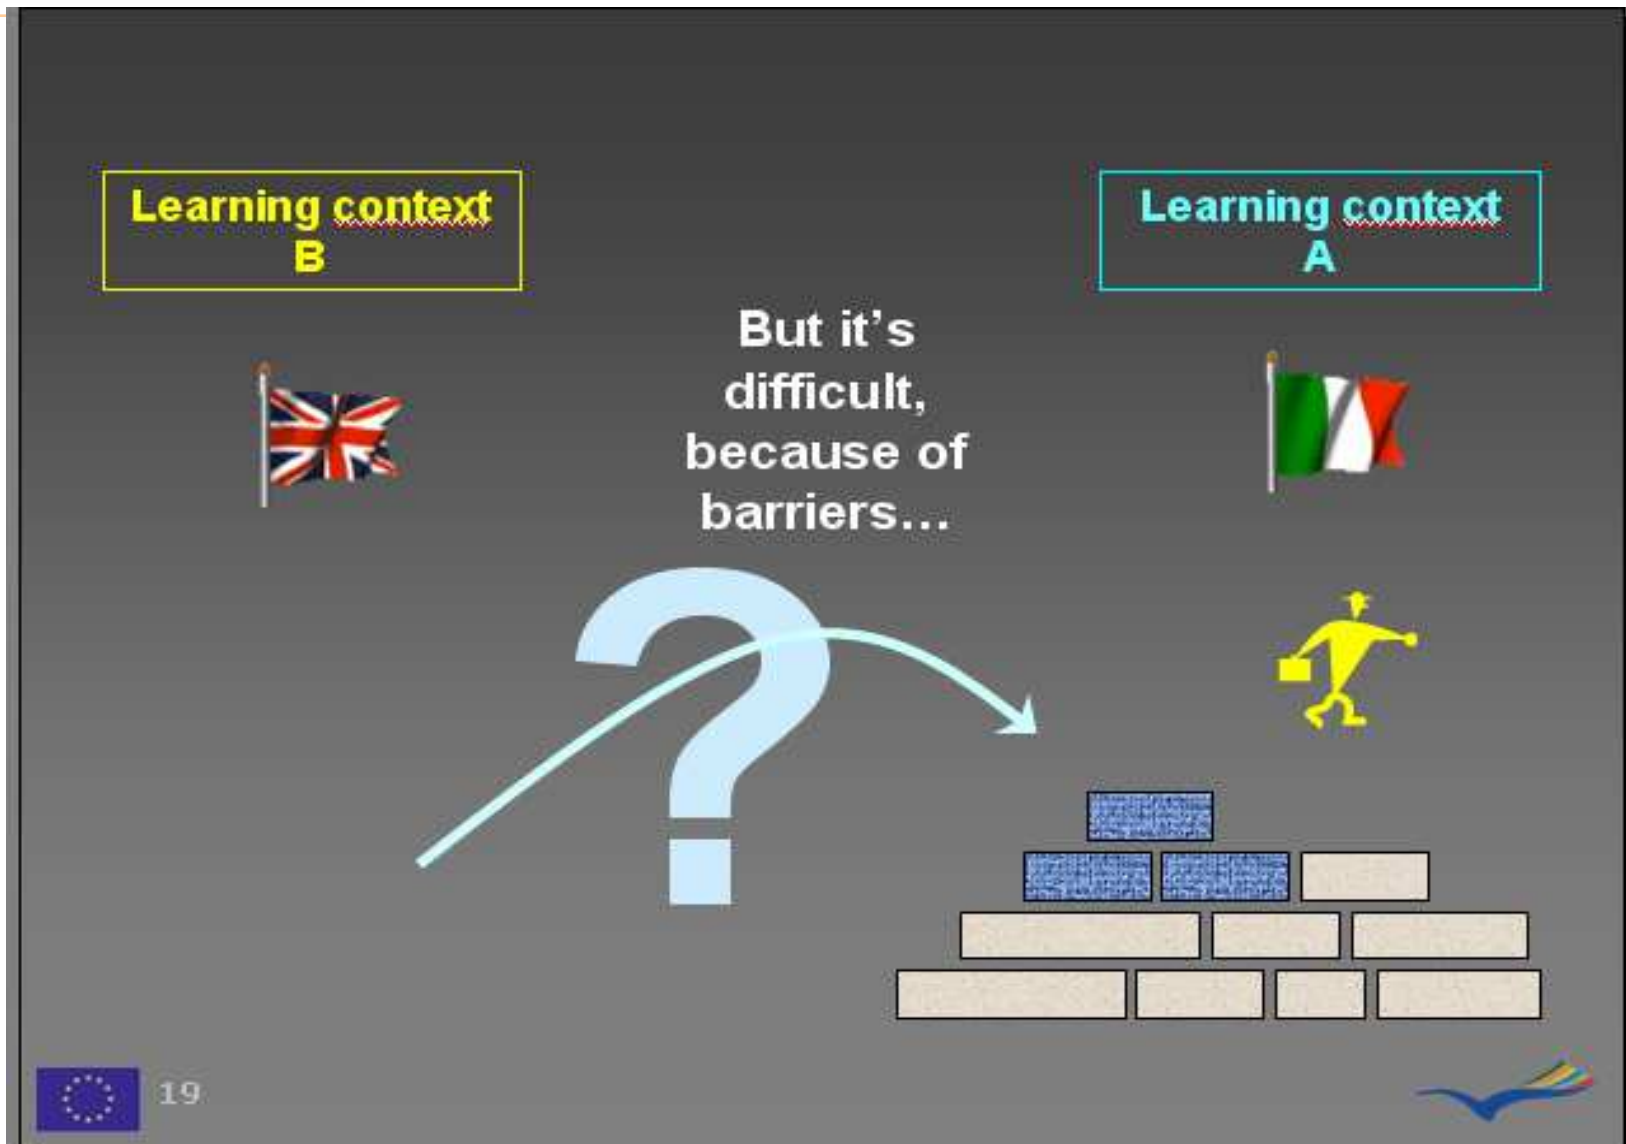 Learning context
B
Learning context
A
But it's
difficult,
because of
barriers...
?
19